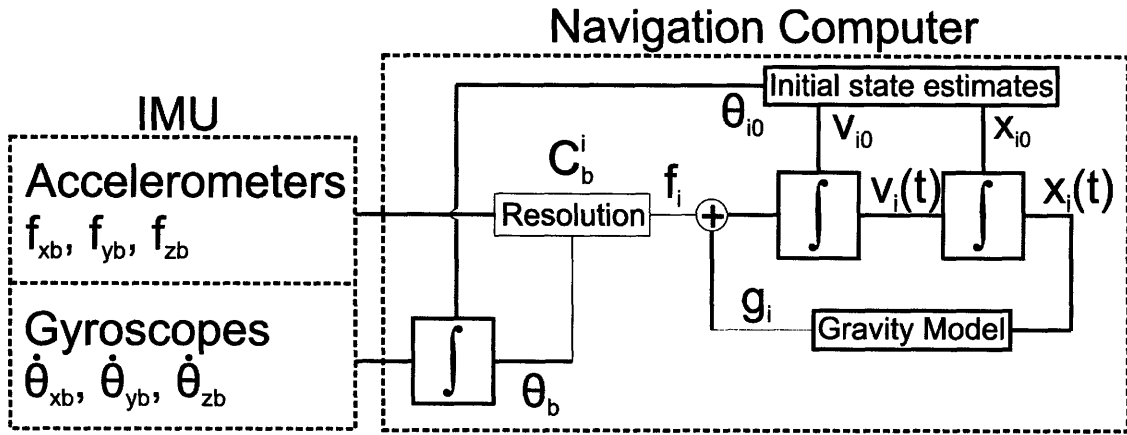 Navigation Computer
IMU
Initial state estimates
θi0
vi0
xi0
Accelerometers
fxb, fyb, fzb
C_b^i
Resolution
fi
+
∫
vi(t)
∫
xi(t)
gi
Gravity Model
Gyroscopes
θ̇xb, θ̇yb, θ̇zb
∫
θb